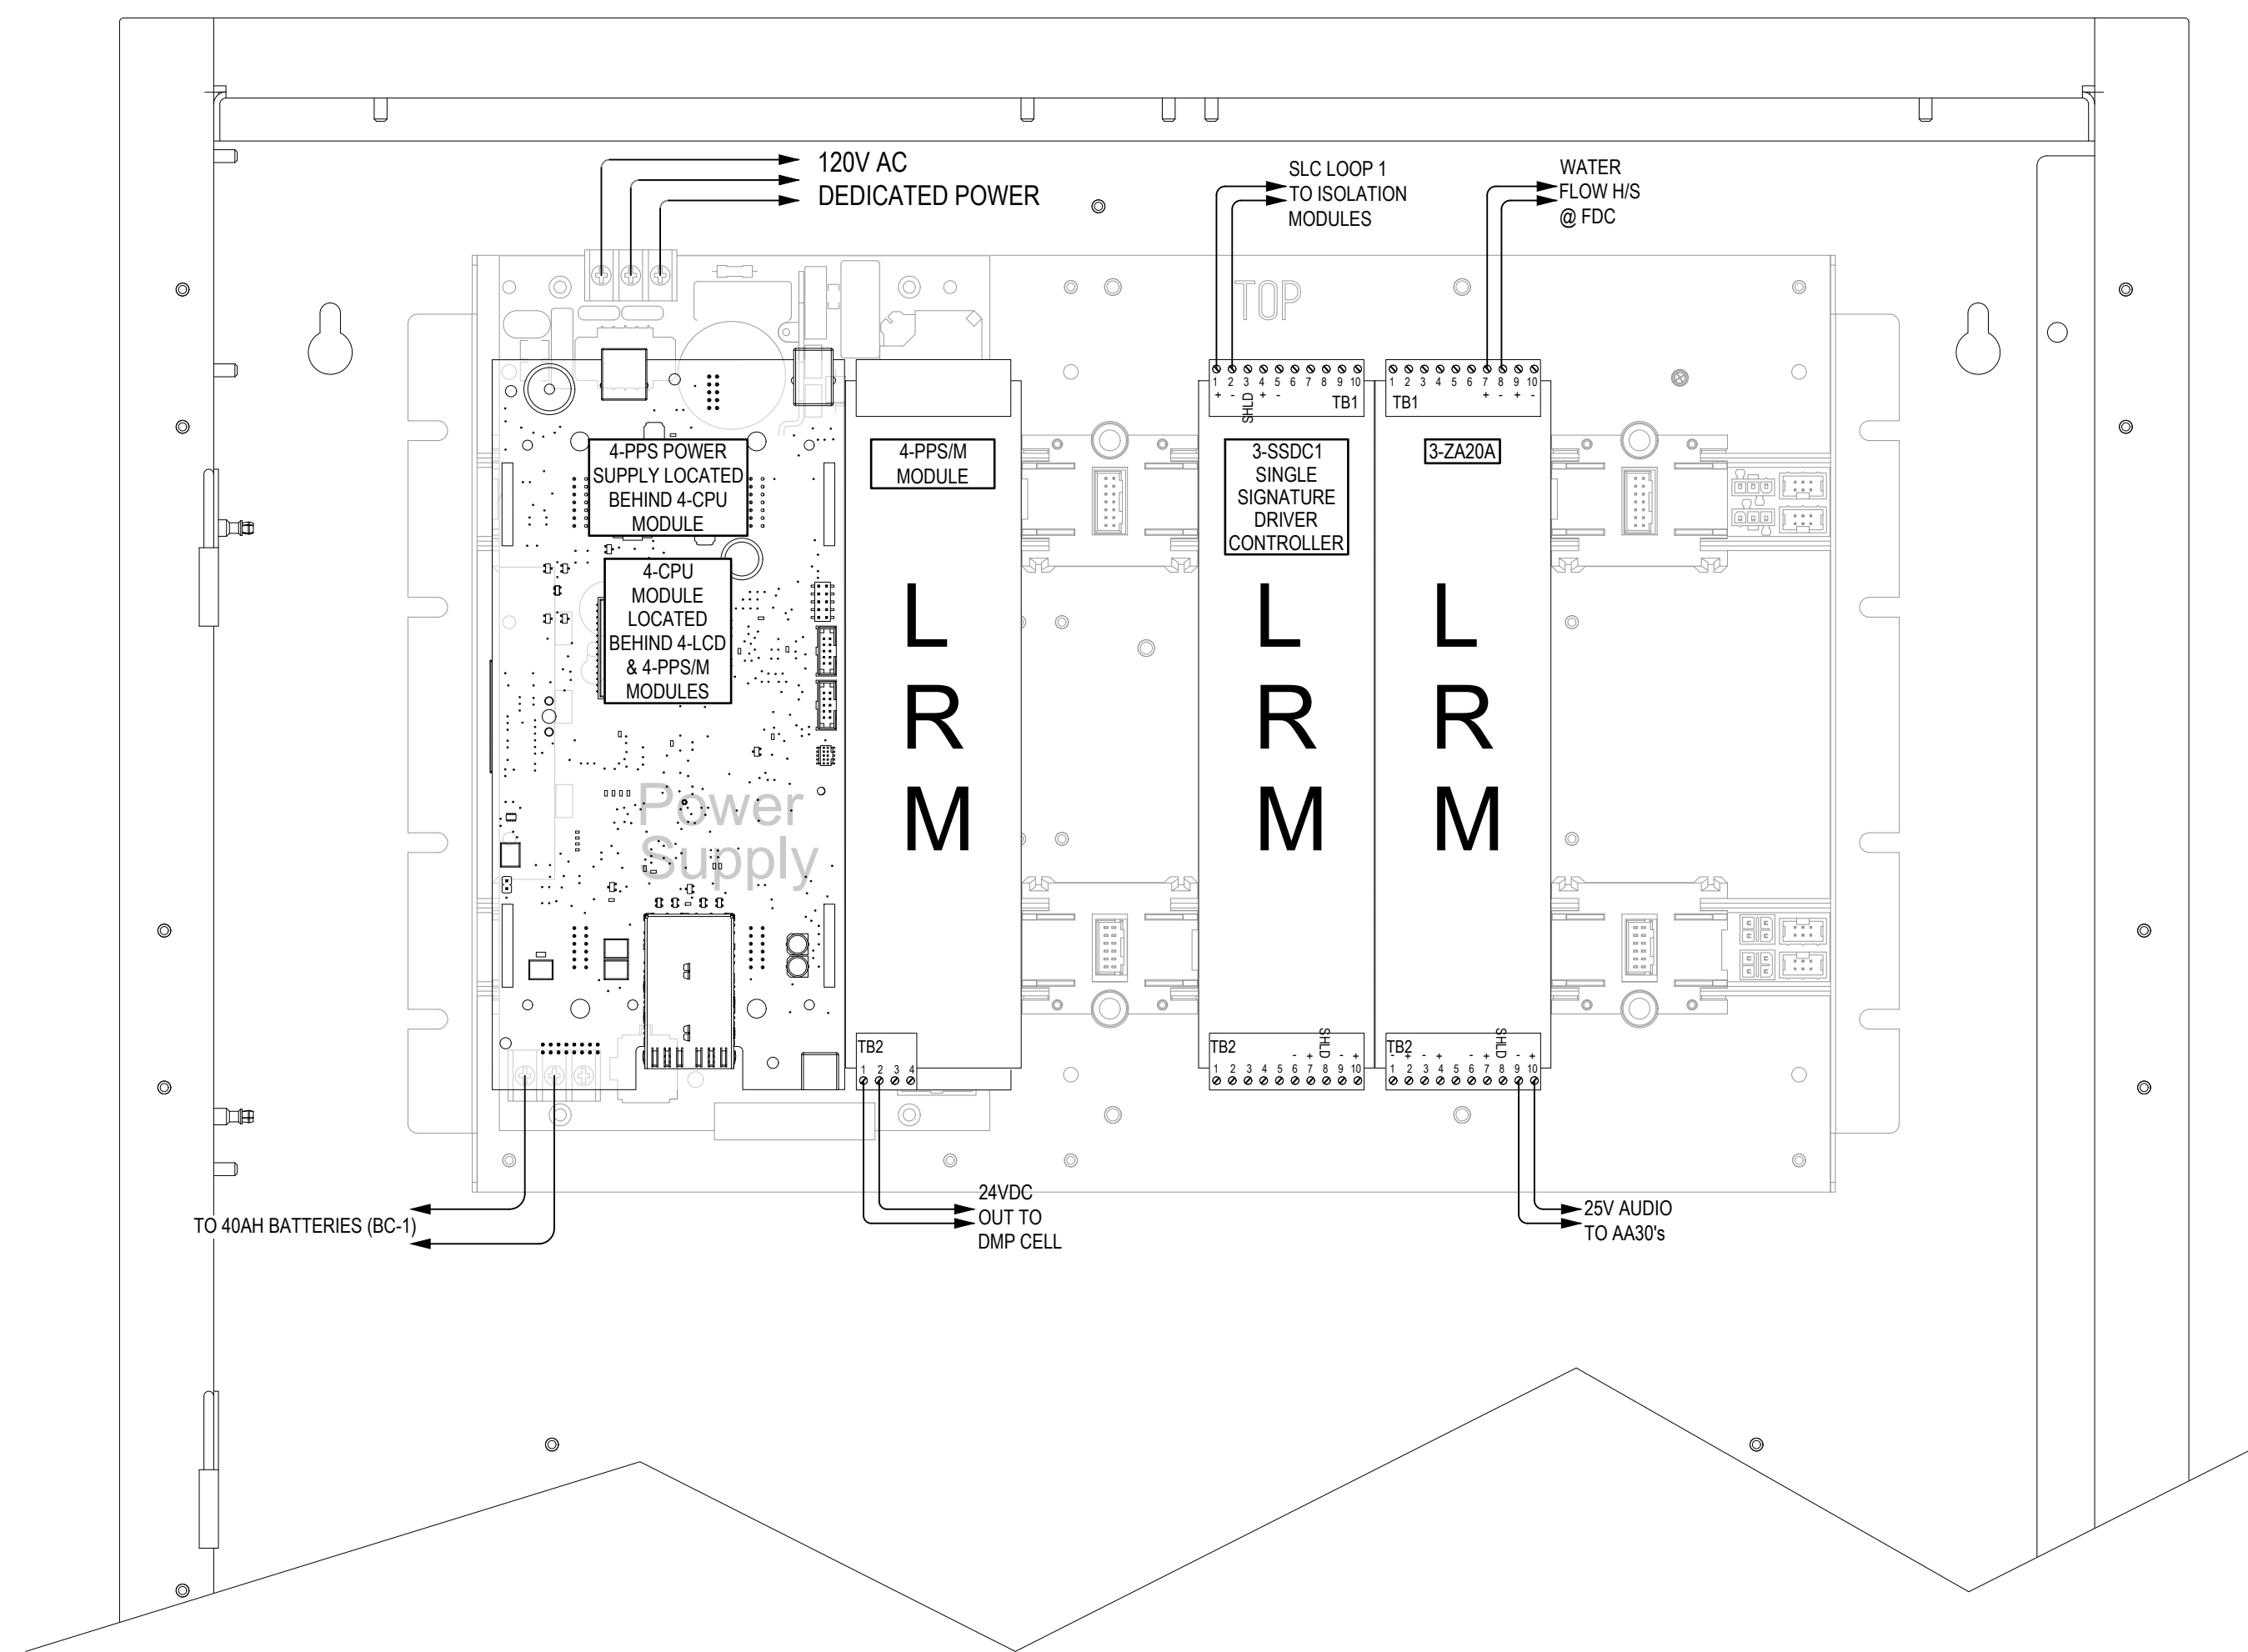 120V AC
DEDICATED POWER
SLC LOOP 1
TO ISOLATION
MODULES
WATER
FLOW H/S
@ FDC
TOP
1 2 3 4 5 6 7 8 9 10
+ - SHLD + -
TB1
1 2 3 4 5 6 7 8 9 10
+ - + -
TB1
4-PPS POWER
SUPPLY LOCATED
BEHIND 4-CPU
MODULE
4-PPS/M
MODULE
3-SSDC1
SINGLE
SIGNATURE
DRIVER
CONTROLLER
3-ZA20A
4-CPU
MODULE
LOCATED
BEHIND 4-LCD
& 4-PPS/M
MODULES
L
R
M
L
R
M
L
R
M
Power
Supply
TB2
1 2 3 4
TB2
- + SHLD - +
1 2 3 4 5 6 7 8 9 10
TB2
- + - + - + SHLD - +
1 2 3 4 5 6 7 8 9 10
TO 40AH BATTERIES (BC-1)
24VDC
OUT TO
DMP CELL
25V AUDIO
TO AA30's